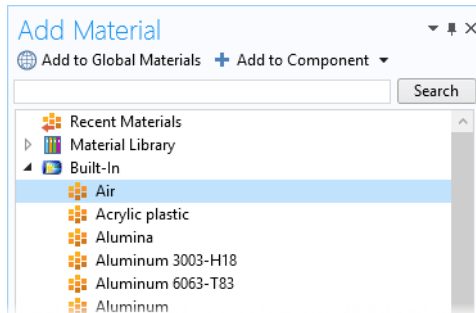 Add Material
Add to Global Materials + Add to Component
Search
Recent Materials
Material Library
Built-In
Air
Acrylic plastic
Alumina
Aluminum 3003-H18
Aluminum 6063-T83
Aluminum